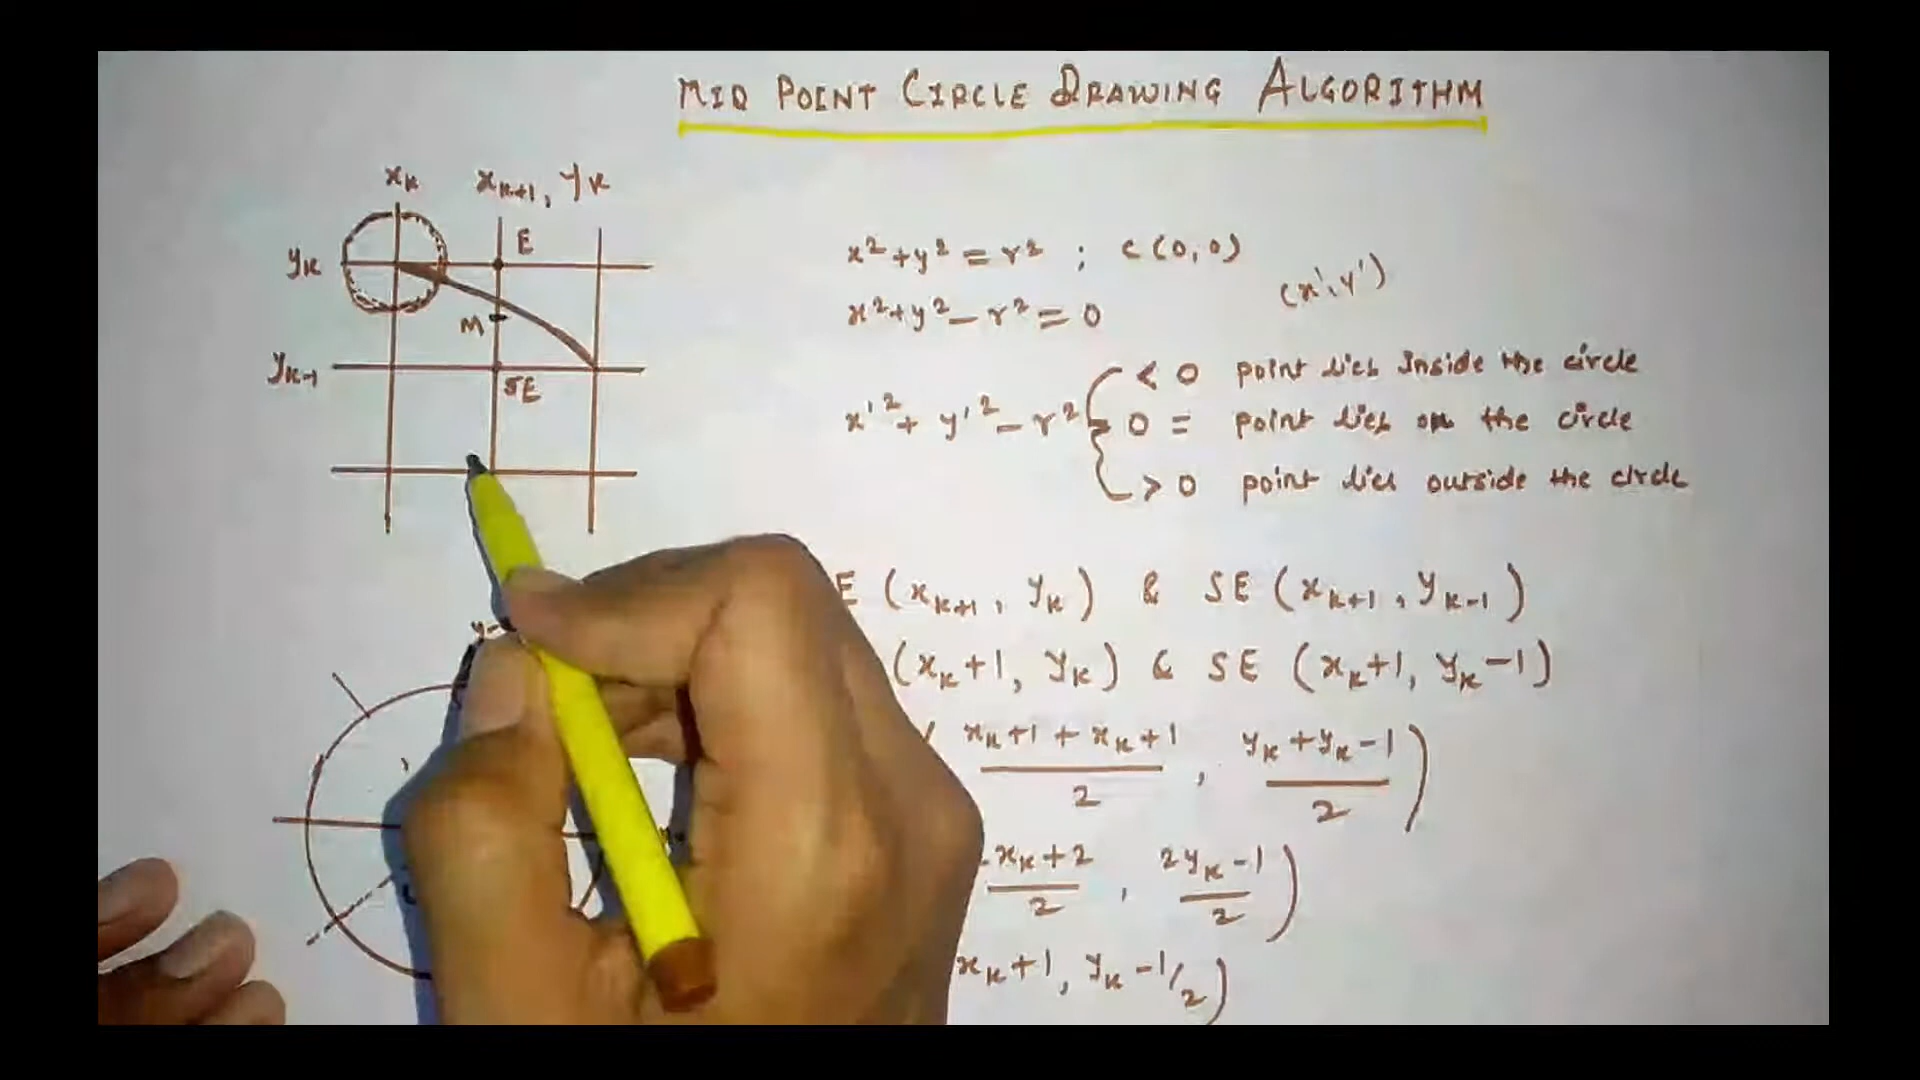 MID POINT CIRCLE DRAWING ALGORITHM
xₖ xₖ₊₁, yₖ
yₖ E
M
yₖ₋₁ SE
x² + y² = r² ; c (0,0)
(x', y')
x² + y² - r² = 0
x'² + y'² - r²
< 0 point lies Inside the circle
0 = point lies on the circle
> 0 point lies outside the circle
E (xₖ₊₁, yₖ) & SE (xₖ₊₁, yₖ₋₁)
(xₖ+1, yₖ) & SE (xₖ+1, yₖ-1)
xₖ+1 + xₖ+1 / 2 , yₖ+yₖ-1 / 2 )
xₖ+2 / 2 , 2yₖ-1 / 2 )
xₖ+1, yₖ-1/2 )